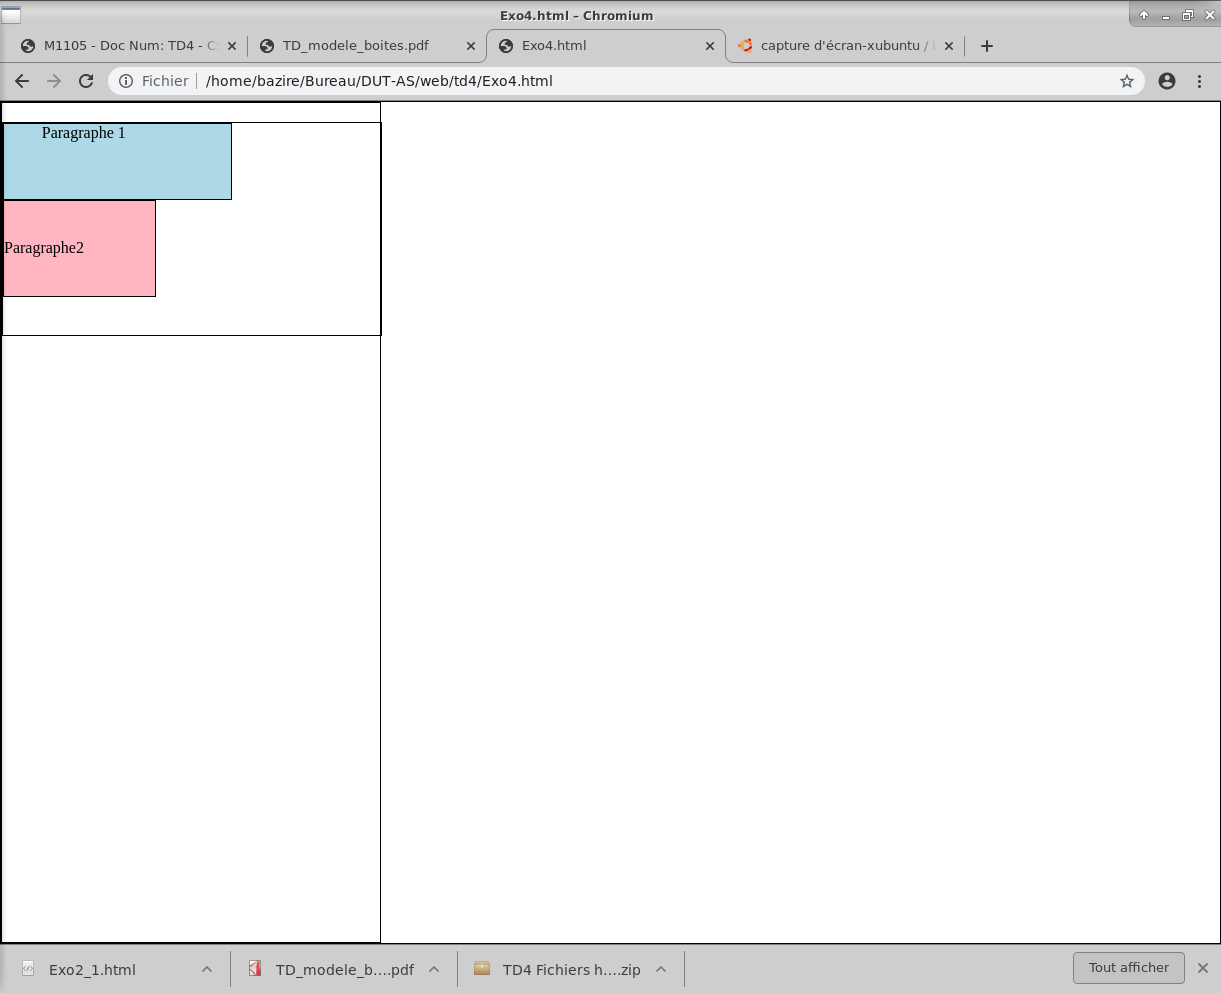 Exo4.html – Chromium
M1105 - Doc Num: TD4 - C
TD_modele_boites.pdf
Exo4.html
capture d'écran-xubuntu /
Fichier
/home/bazire/Bureau/DUT-AS/web/td4/Exo4.html
Paragraphe 1
Paragraphe2
Exo2_1.html
TD_modele_b....pdf
TD4 Fichiers h....zip
Tout afficher